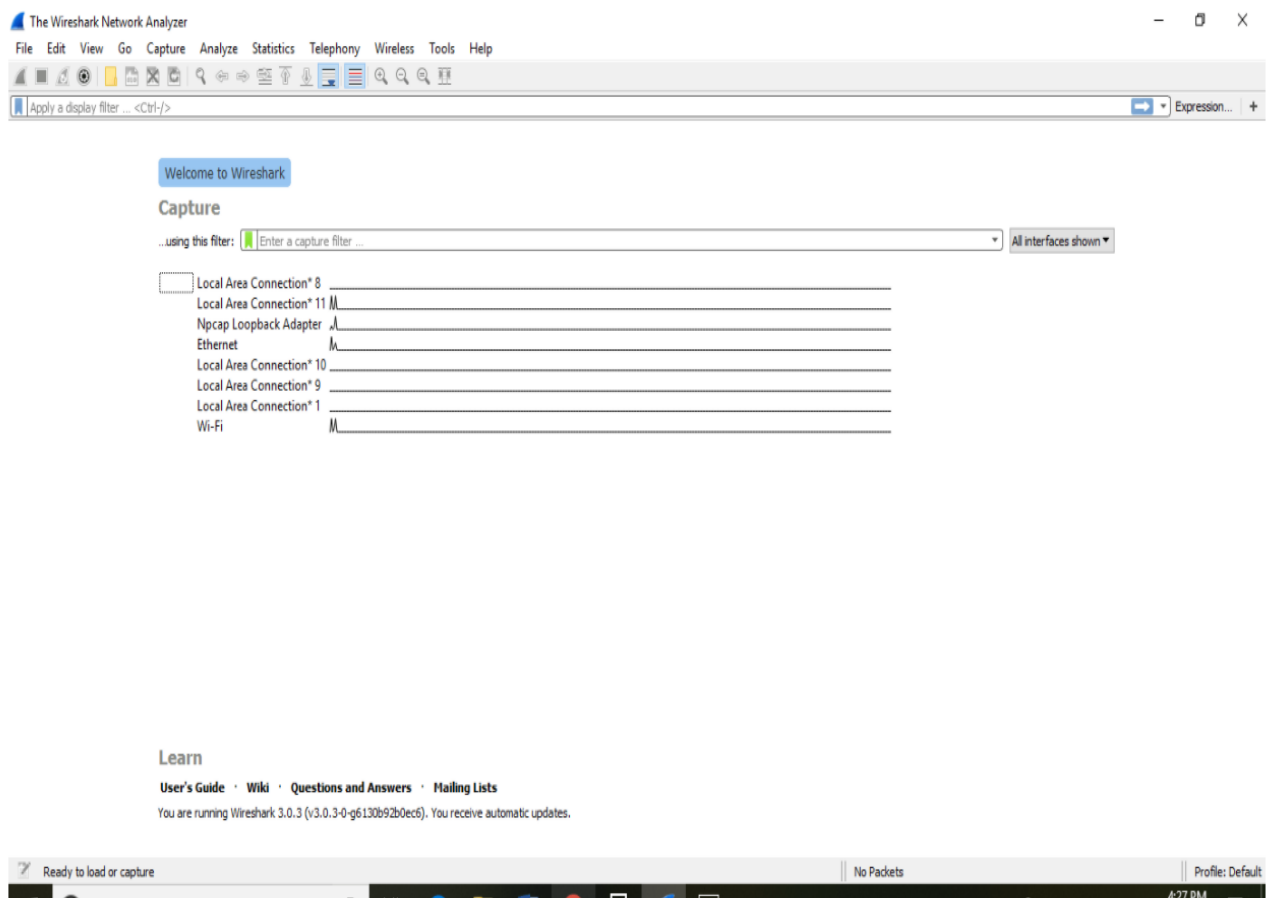 The Wireshark Network Analyzer
File Edit View Go Capture Analyze Statistics Telephony Wireless Tools Help
Apply a display filter ... <Ctrl-/>
Expression... +
Welcome to Wireshark
Capture
...using this filter: Enter a capture filter ...
All interfaces shown
Local Area Connection* 8
Local Area Connection* 11
Npcap Loopback Adapter
Ethernet
Local Area Connection* 10
Local Area Connection* 9
Local Area Connection* 1
Wi-Fi
Learn
User's Guide · Wiki · Questions and Answers · Mailing Lists
You are running Wireshark 3.0.3 (v3.0.3-0-g6130b92b0ec6). You receive automatic updates.
Ready to load or capture
No Packets
Profile: Default
4:27 PM